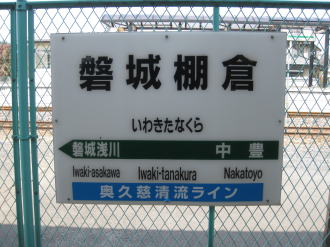 磐城棚倉
いわきたなくら
磐城浅川 中豊
Iwaki-asakawa Iwaki-tanakura Nakatoyo
奥久慈清流ライン